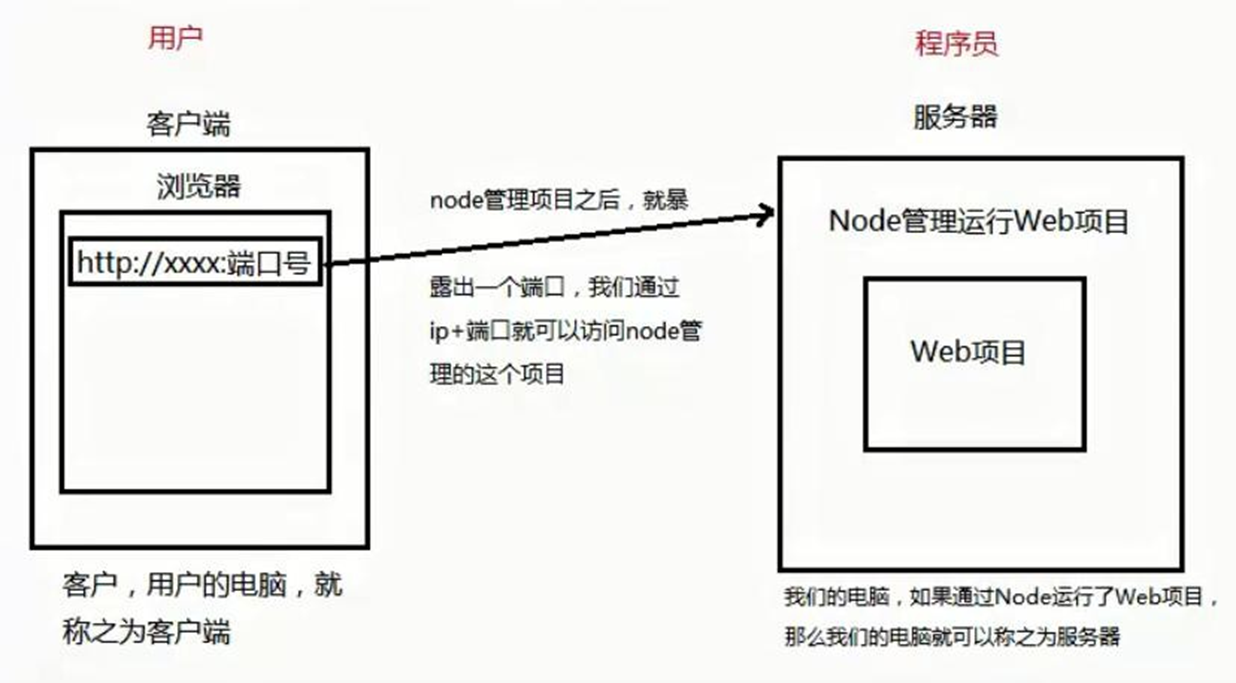 用户
客户端
浏览器
http://xxxx:端口号
客户，用户的电脑，就
称之为客户端
node管理项目之后，就暴
露出一个端口，我们通过
ip+端口就可以访问node管
理的这个项目
程序员
服务器
Node管理运行Web项目
Web项目
我们的电脑，如果通过Node运行了Web项目，
那么我们的电脑就可以称之为服务器